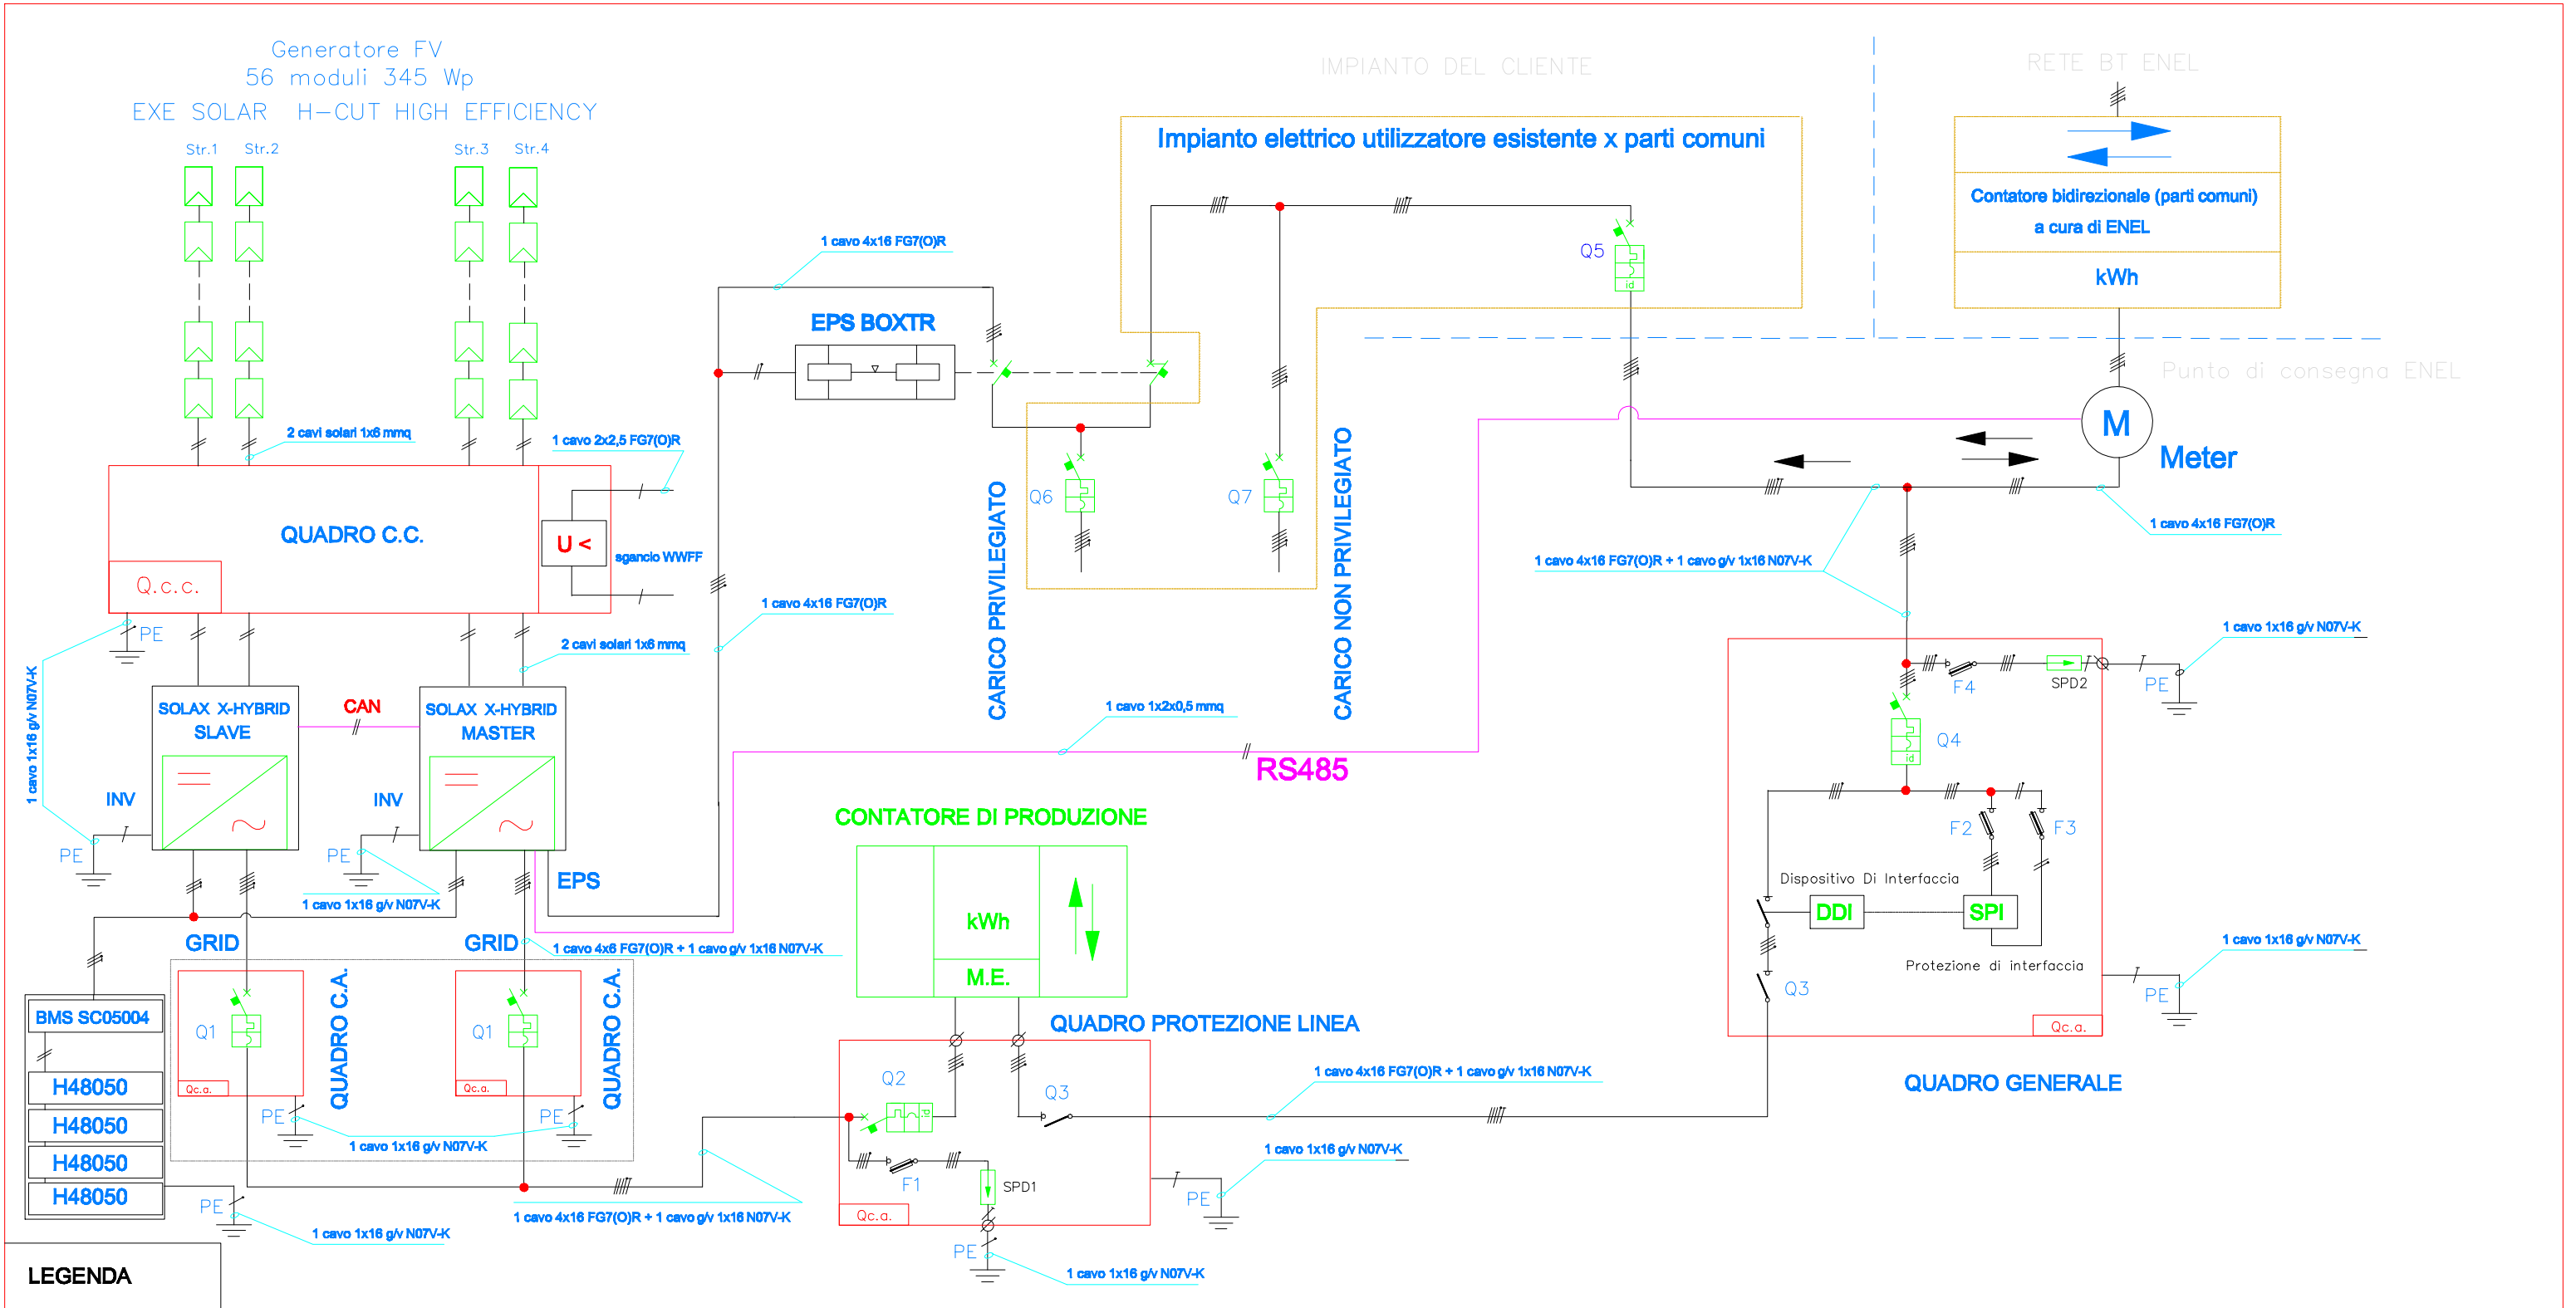 Generatore FV
56 moduli 345 Wp
EXE SOLAR H-CUT HIGH EFFICIENCY
Str.1
Str.2
Str.3
Str.4
IMPIANTO DEL CLIENTE
RETE BT ENEL
Impianto elettrico utilizzatore esistente x parti comuni
Contatore bidirezionale (parti comuni)
a cura di ENEL
kWh
Punto di consegna ENEL
1 cavo 4x16 FG7(O)R
Q5
id
EPS BOXTR
M
Meter
2 cavi solari 1x6 mmq
1 cavo 2x2,5 FG7(O)R
QUADRO C.C.
U <
sgancio WWFF
Q.c.c.
PE
Q6
Q7
CARICO PRIVILEGIATO
CARICO NON PRIVILEGIATO
1 cavo 4x16 FG7(O)R
1 cavo 4x16 FG7(O)R + 1 cavo g/v 1x16 N07V-K
1 cavo 4x16 FG7(O)R
2 cavi solari 1x6 mmq
1 cavo 1x16 g/v N07V-K
1 cavo 1x16 g/v N07V-K
SOLAX X-HYBRID
SLAVE
CAN
SOLAX X-HYBRID
MASTER
INV
INV
PE
PE
1 cavo 1x16 g/v N07V-K
EPS
1 cavo 1x2x0,5 mmq
RS485
F4
SPD2
PE
Q4
id
F2
F3
Dispositivo Di Interfaccia
DDI
SPI
Protezione di interfaccia
Q3
1 cavo 1x16 g/v N07V-K
PE
Qc.a.
QUADRO GENERALE
CONTATORE DI PRODUZIONE
kWh
M.E.
GRID
GRID
1 cavo 4x6 FG7(O)R + 1 cavo g/v 1x16 N07V-K
BMS SC05004
H48050
H48050
H48050
H48050
Q1
Qc.a.
QUADRO C.A.
Q1
Qc.a.
QUADRO C.A.
PE
PE
1 cavo 1x16 g/v N07V-K
PE
1 cavo 1x16 g/v N07V-K
1 cavo 4x16 FG7(O)R + 1 cavo g/v 1x16 N07V-K
QUADRO PROTEZIONE LINEA
Q2
id
Q3
F1
SPD1
Qc.a.
PE
1 cavo 1x16 g/v N07V-K
1 cavo 4x16 FG7(O)R + 1 cavo g/v 1x16 N07V-K
1 cavo 1x16 g/v N07V-K
PE
LEGENDA